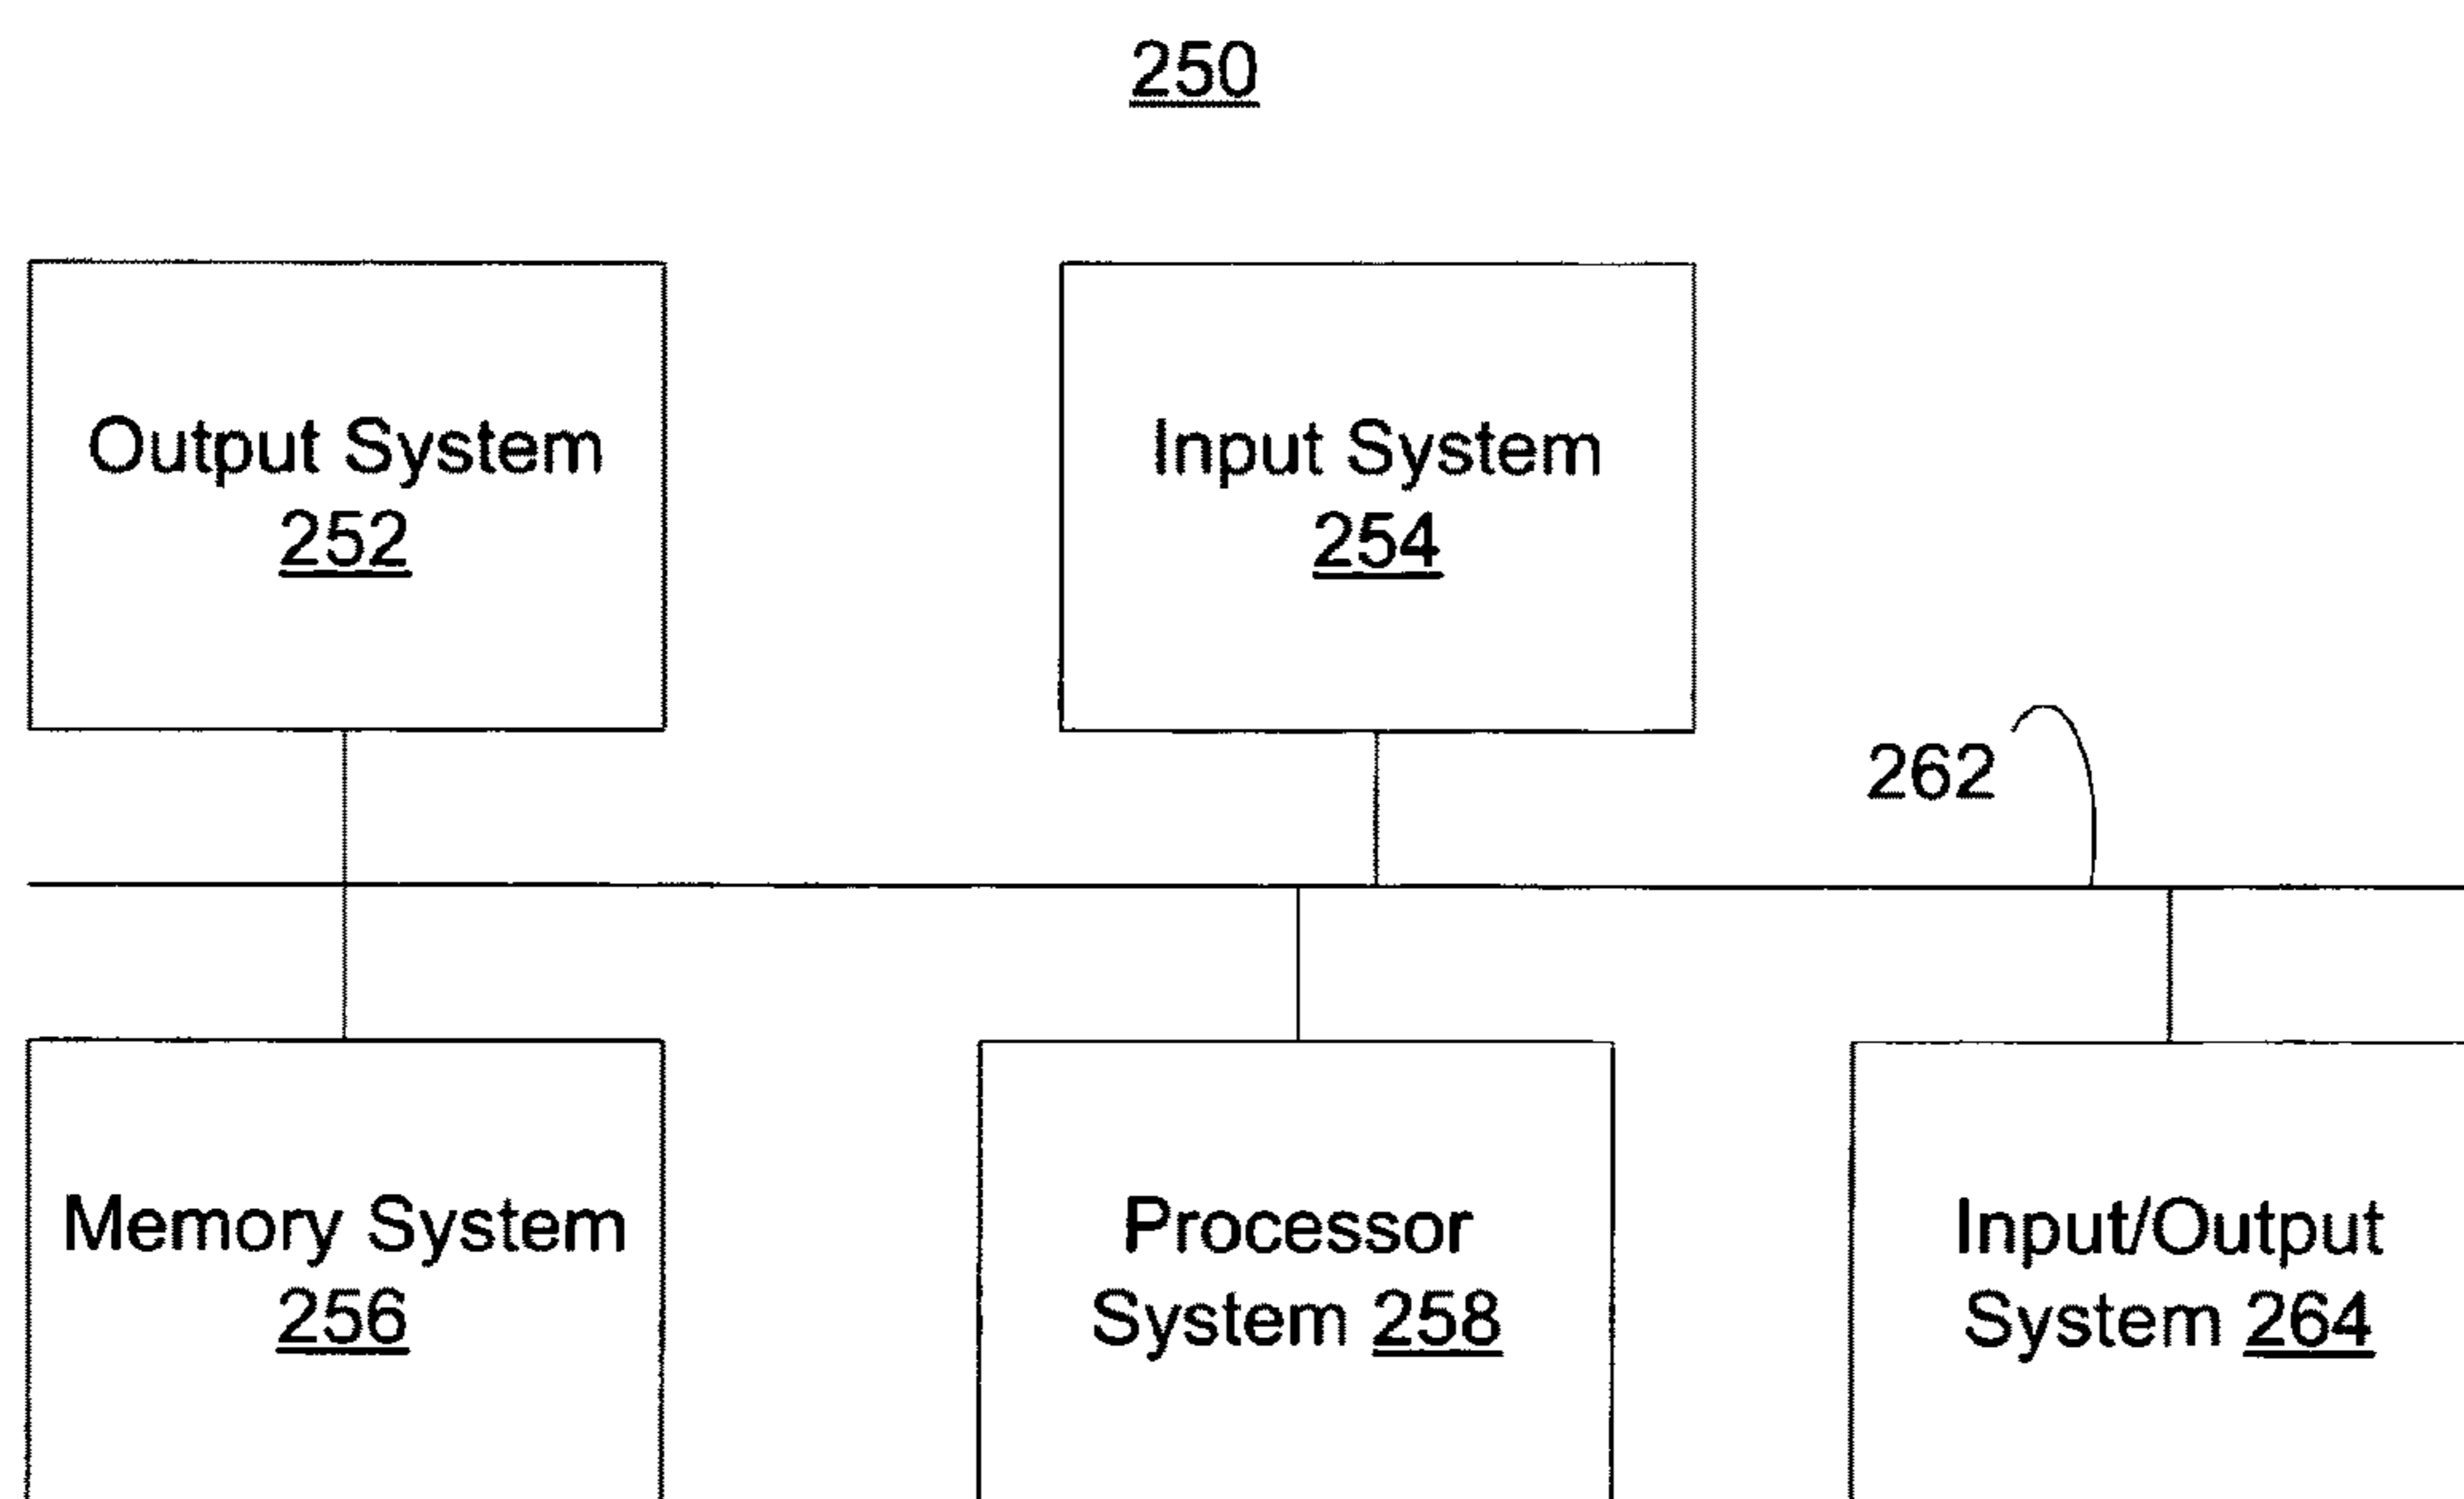 250
Output System
252
Input System
254
262
Memory System
256
Processor
System 258
Input/Output
System 264